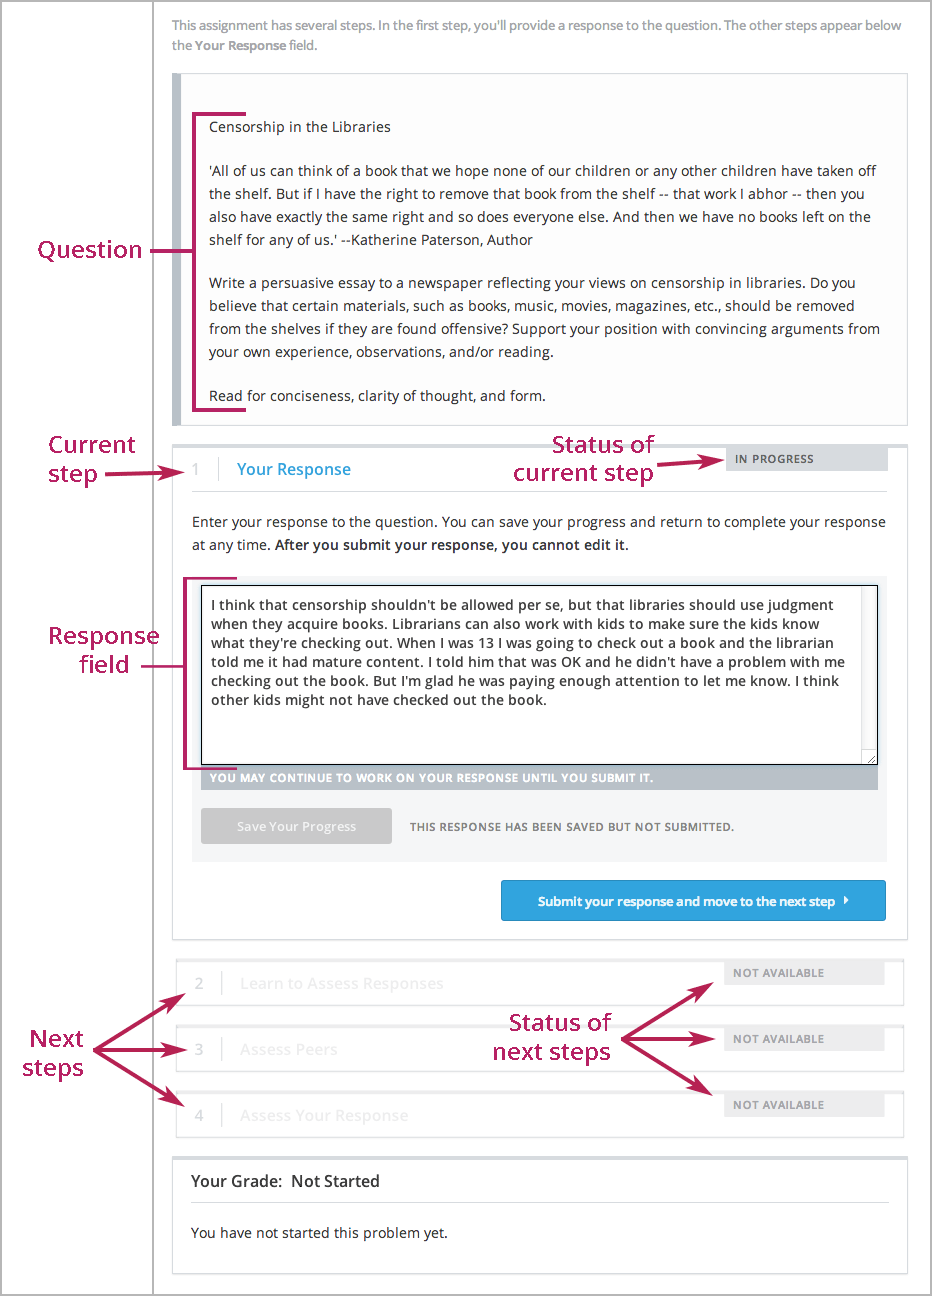 This assignment has several steps. In the first step, you'll provide a response to the question. The other steps appear below
the Your Response field.
Censorship in the Libraries
'All of us can think of a book that we hope none of our children or any other children have taken off
the shelf. But if I have the right to remove that book from the shelf -- that work I abhor -- then you
also have exactly the same right and so does everyone else. And then we have no books left on the
shelf for any of us.' --Katherine Paterson, Author
Question
Write a persuasive essay to a newspaper reflecting your views on censorship in libraries. Do you
believe that certain materials, such as books, music, movies, magazines, etc., should be removed
from the shelves if they are found offensive? Support your position with convincing arguments from
your own experience, observations, and/or reading.
Read for conciseness, clarity of thought, and form.
Current
step
1
Your Response
Status of
current step
IN PROGRESS
Enter your response to the question. You can save your progress and return to complete your response
at any time. After you submit your response, you cannot edit it.
Response
field
I think that censorship shouldn't be allowed per se, but that libraries should use judgment
when they acquire books. Librarians can also work with kids to make sure the kids know
what they're checking out. When I was 13 I was going to check out a book and the librarian
told me it had mature content. I told him that was OK and he didn't have a problem with me
checking out the book. But I'm glad he was paying enough attention to let me know. I think
other kids might not have checked out the book.
YOU MAY CONTINUE TO WORK ON YOUR RESPONSE UNTIL YOU SUBMIT IT.
Save Your Progress
THIS RESPONSE HAS BEEN SAVED BUT NOT SUBMITTED.
Submit your response and move to the next step
2
Learn to Assess Responses
NOT AVAILABLE
Next
steps
3
Assess Peers
Status of
next steps
NOT AVAILABLE
4
Assess Your Response
NOT AVAILABLE
Your Grade: Not Started
You have not started this problem yet.